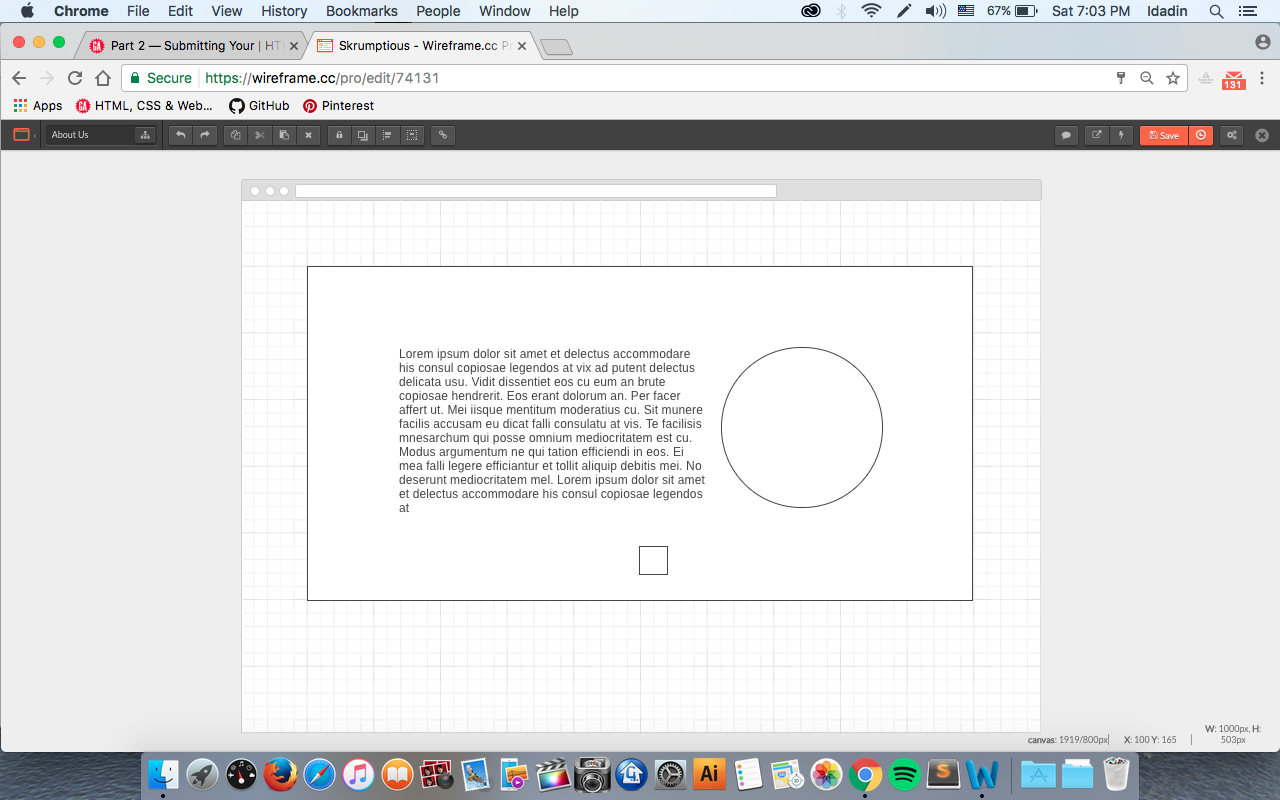 Chrome File Edit View History Bookmarks People Window Help 67% Sat 7:03 PM Idadin
Part 2 — Submitting Your | HT
Skrumptious - Wireframe.cc P
Secure https://wireframe.cc/pro/edit/74131
131
Apps HTML, CSS & Web... GitHub Pinterest
About Us Save
Lorem ipsum dolor sit amet et delectus accommodare
his consul copiosae legendos at vix ad putent delectus
delicata usu. Vidit dissentiet eos cu eum an brute
copiosae hendrerit. Eos erant dolorum an. Per facer
affert ut. Mei iisque mentitum moderatius cu. Sit munere
facilis accusam eu dicat falli consulatu at vis. Te facilisis
mnesarchum qui posse omnium mediocritatem est cu.
Modus argumentum ne qui tation efficiendi in eos. Ei
mea falli legere efficiantur et tollit aliquip debitis mei. No
deserunt mediocritatem mel. Lorem ipsum dolor sit amet
et delectus accommodare his consul copiosae legendos
at
canvas: 1919/800px X: 100 Y: 165 W: 1000px, H:
503px
Ai